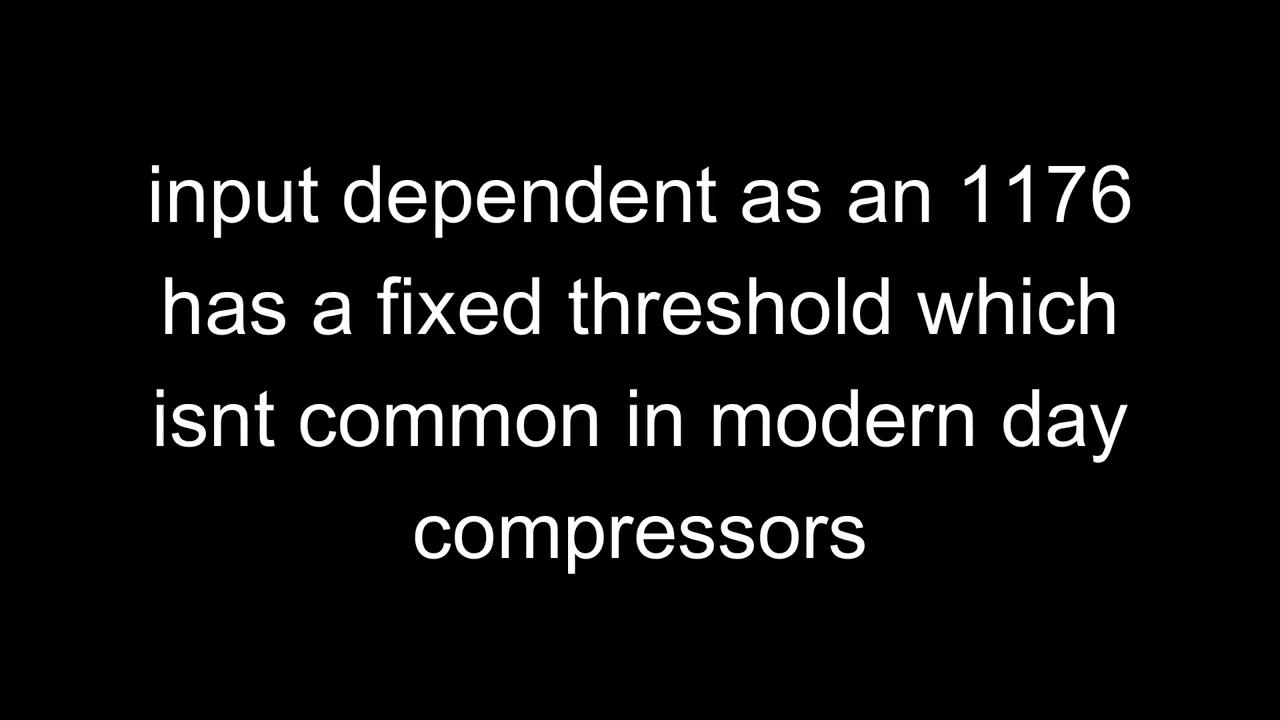 input dependent as an 1176
has a fixed threshold which
isnt common in modern day
compressors